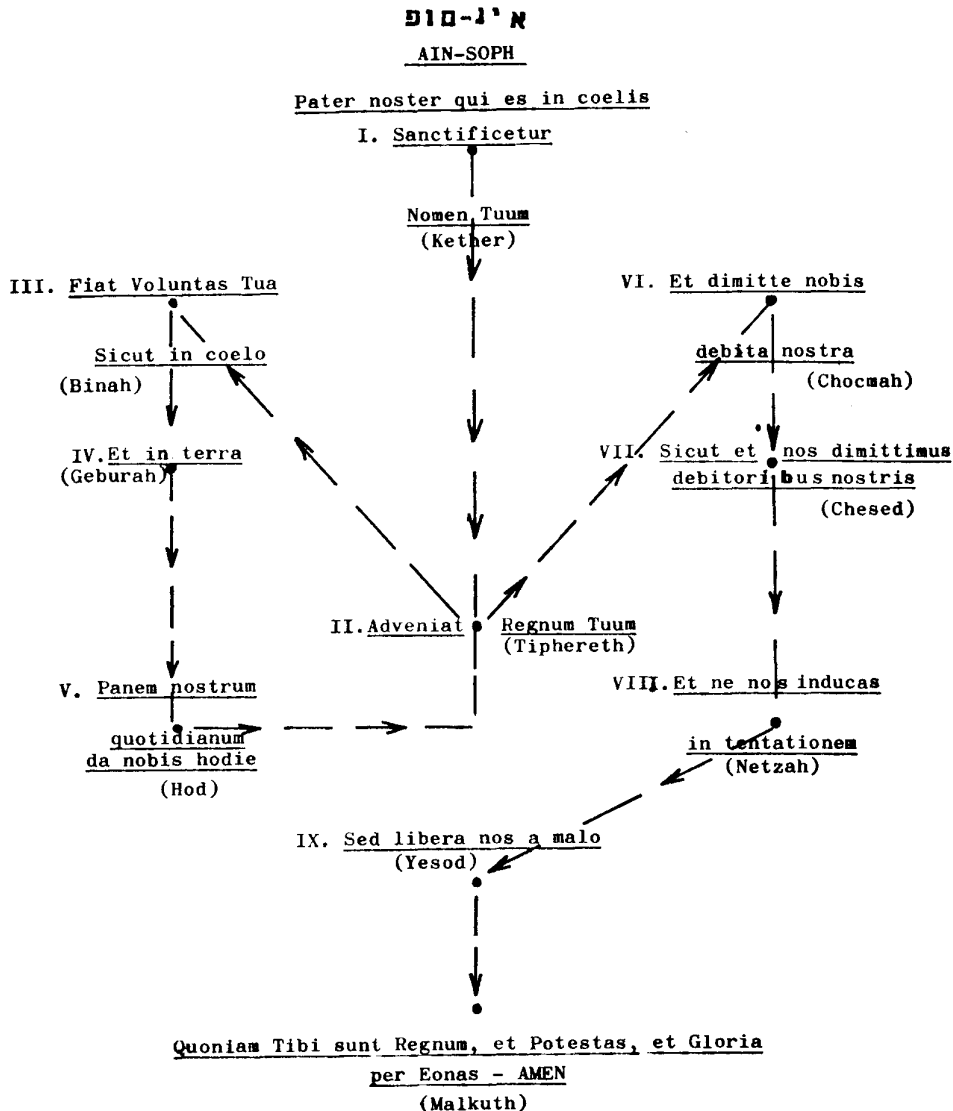 א ינ-סופ
AIN-SOPH
Pater noster qui es in coelis
I. Sanctificetur
Nomen Tuum
(Kether)
III. Fiat Voluntas Tua
Sicut in coelo
(Binah)
VI. Et dimitte nobis
debita nostra
(Chocmah)
IV. Et in terra
(Geburah)
VII. Sicut et nos dimittimus
debitoribus nostris
(Chesed)
II. Adveniat Regnum Tuum
(Tiphereth)
V. Panem nostrum
quotidianum
da nobis hodie
(Hod)
VIII. Et ne nos inducas
in tentationem
(Netzah)
IX. Sed libera nos a malo
(Yesod)
Quoniam Tibi sunt Regnum, et Potestas, et Gloria
per Eonas - AMEN
(Malkuth)